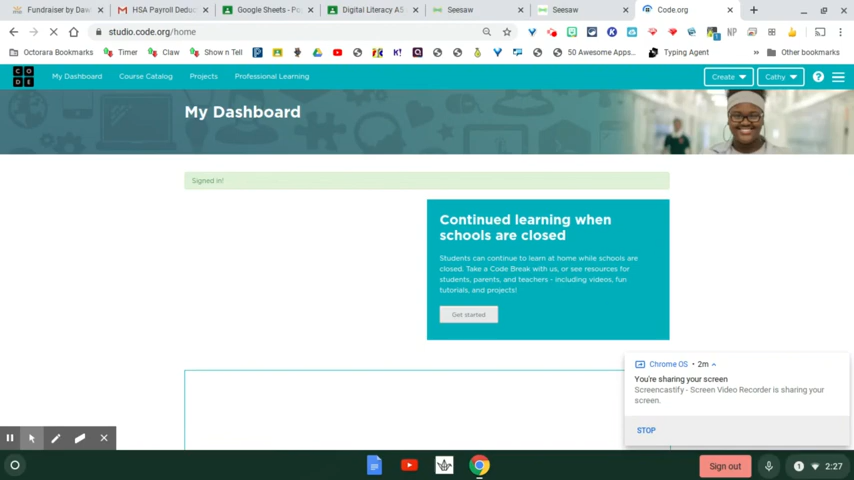 Fundraiser by Daw
HSA Payroll Deduc
Google Sheets - Po
Digital Literacy AS
Seesaw
Seesaw
Code.org
studio.code.org/home
Octorara Bookmarks
Timer
Claw
Show n Tell
K!
NP
50 Awesome Apps...
Typing Agent
»
Other bookmarks
C O
D E
My Dashboard
Course Catalog
Projects
Professional Learning
Create
Cathy
?
My Dashboard
Signed in!
Continued learning when
schools are closed
Students can continue to learn at home while schools are
closed. Take a Code Break with us, or see resources for
students, parents, and teachers - including videos, fun
tutorials, and projects!
Get started
Chrome OS • 2m
You're sharing your screen
Screencastify - Screen Video Recorder is sharing your
screen.
STOP
Sign out
1
2:27